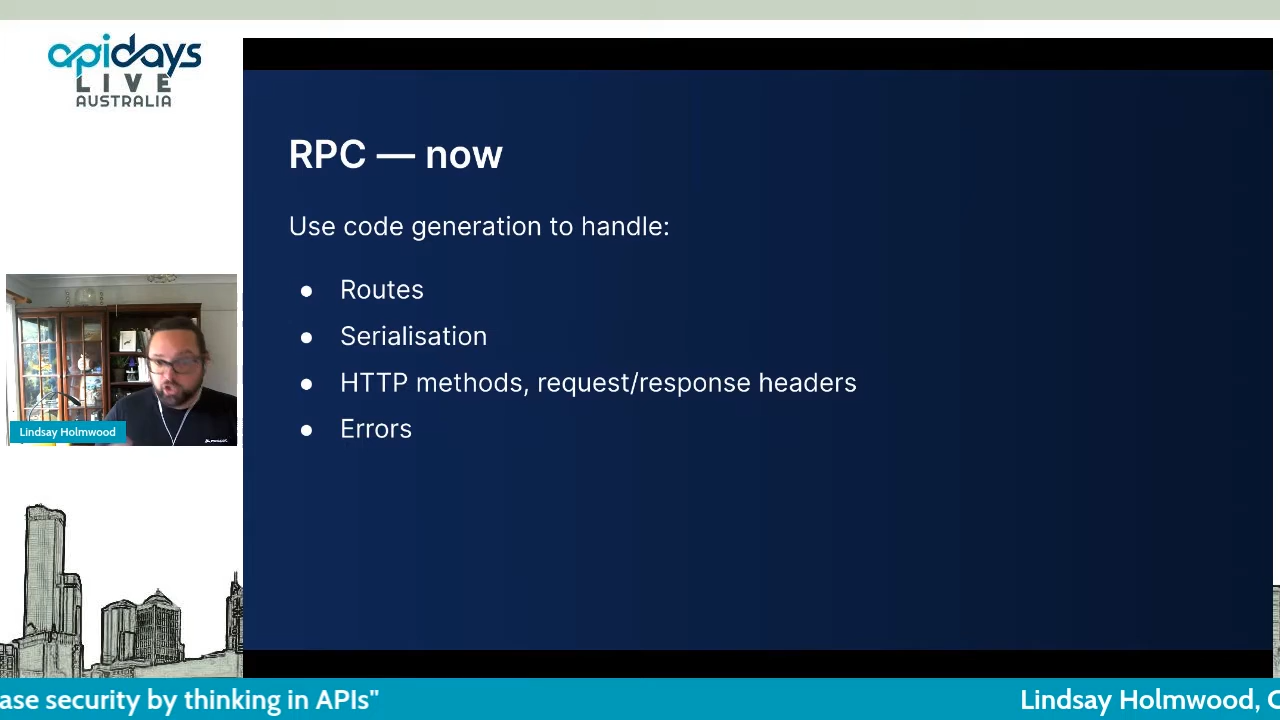 apidays
LIVE
AUSTRALIA
RPC — now
Use code generation to handle:
● Routes
● Serialisation
● HTTP methods, request/response headers
● Errors
Lindsay Holmwood
ase security by thinking in APIs"
Lindsay Holmwood, C